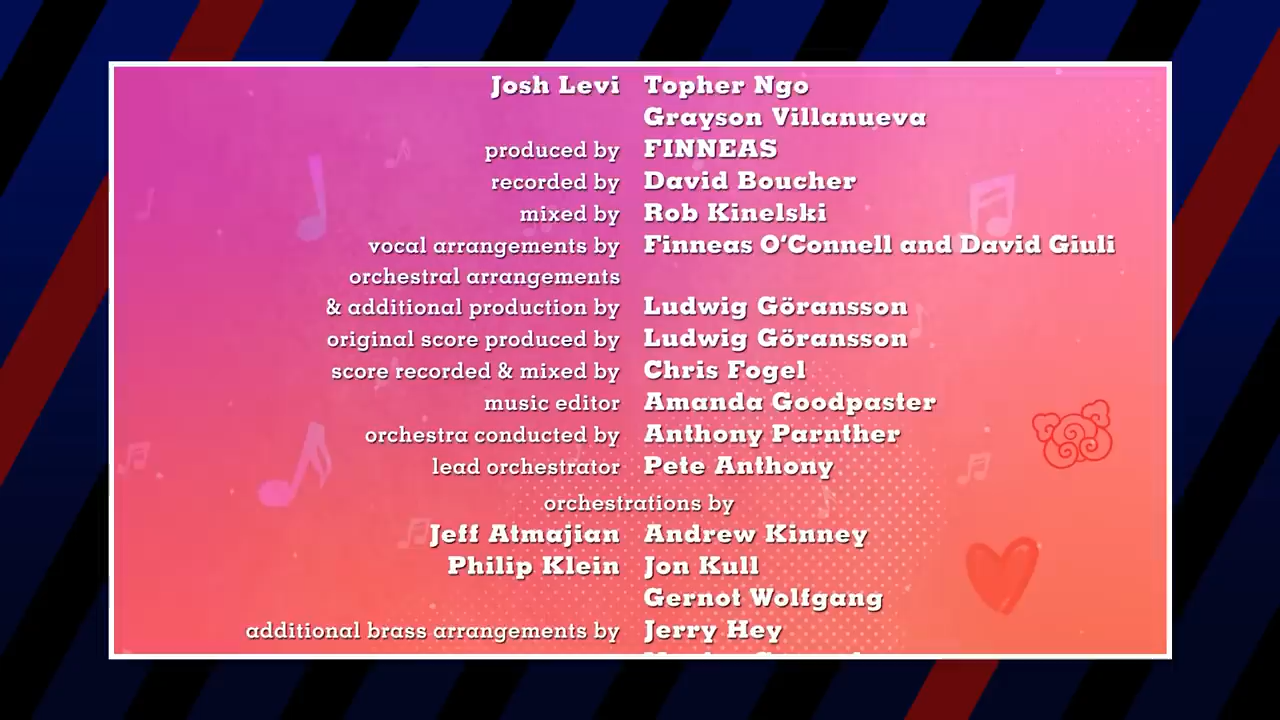 Josh Levi Topher Ngo
Grayson Villanueva
produced by FINNEAS
recorded by David Boucher
mixed by Rob Kinelski
vocal arrangements by Finneas O’Connell and David Giuli
orchestral arrangements
& additional production by Ludwig Göransson
original score produced by Ludwig Göransson
score recorded & mixed by Chris Fogel
music editor Amanda Goodpaster
orchestra conducted by Anthony Parnther
lead orchestrator Pete Anthony
orchestrations by
Jeff Atmajian Andrew Kinney
Philip Klein Jon Kull
Gernot Wolfgang
additional brass arrangements by Jerry Hey